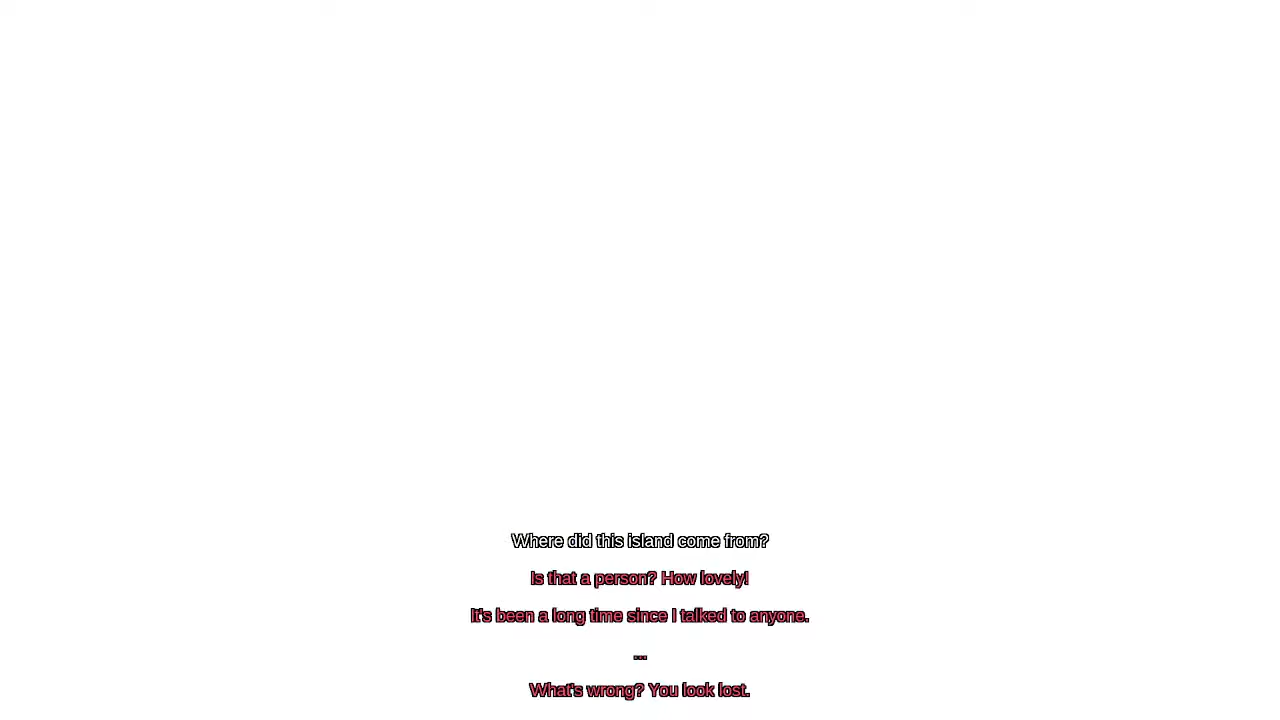 Where did this island come from?
Is that a person? How lovely!
It's been a long time since I talked to anyone.
...
What's wrong? You look lost.